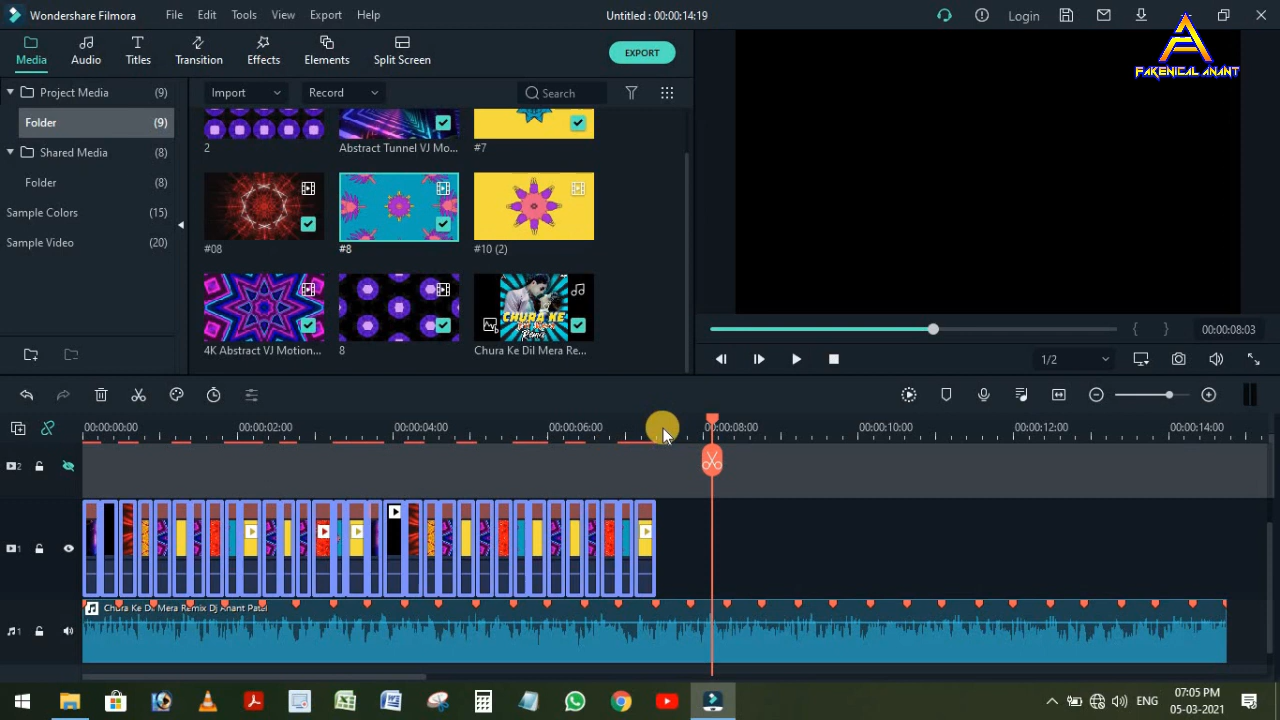 Wondershare Filmora
File
Edit
Tools
View
Export
Help
Untitled : 00:00:14:19
Login
FAKENICAL ANANT
Media
Audio
Titles
Transition
Effects
Elements
Split Screen
EXPORT
Project Media (9)
Folder (9)
Shared Media (8)
Folder (8)
Sample Colors (15)
Sample Video (20)
Import
Record
Search
2
Abstract Tunnel VJ Mo...
#7
#08
#8
#10 (2)
CHURA KE
Remix
4K Abstract VJ Motion...
8
Chura Ke Dil Mera Re...
00:00:08:03
1/2
00:00:00:00
00:00:02:00
00:00:04:00
00:00:06:00
00:00:08:00
00:00:10:00
00:00:12:00
00:00:14:00
2
1
Chura Ke Dil Mera Remix Dj Anant Patel
1
ENG
07:05 PM
05-03-2021